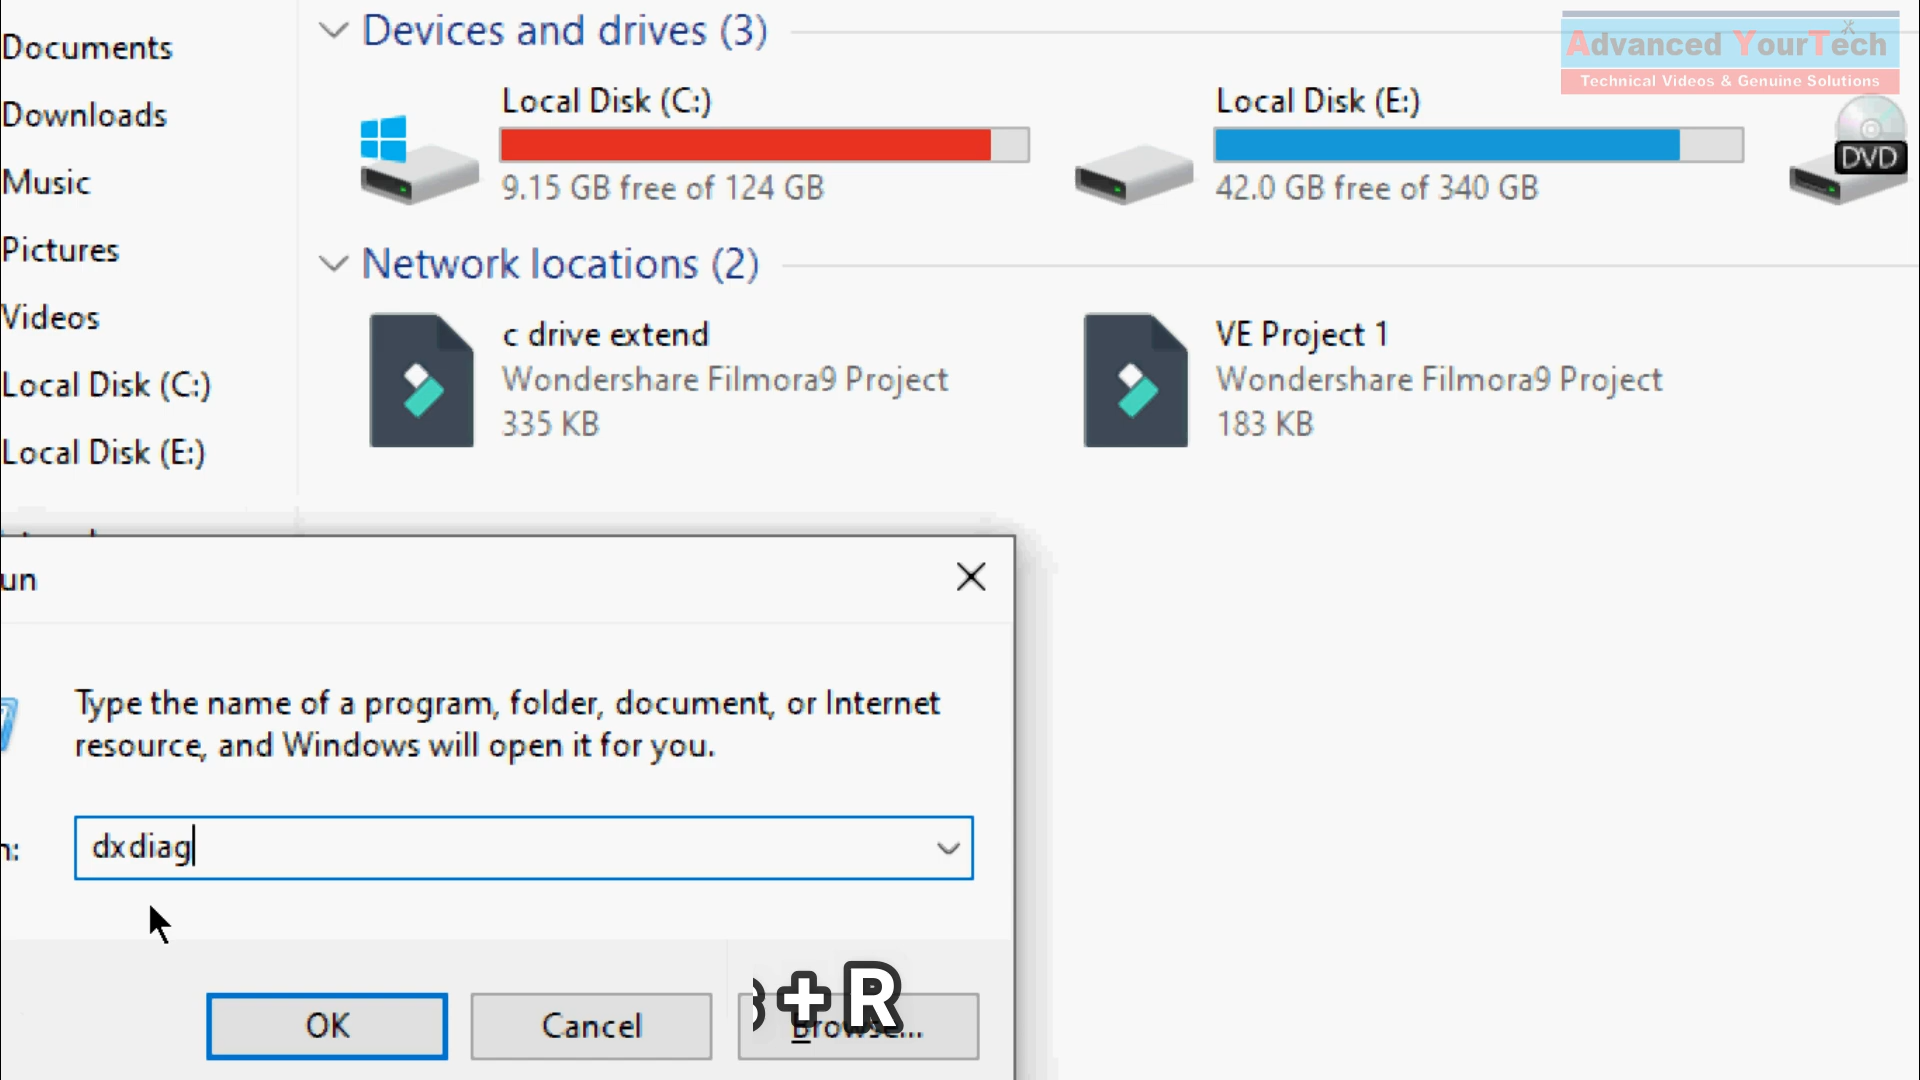 Documents
Downloads
Music
Pictures
Videos
Local Disk (C:)
Local Disk (E:)
Devices and drives (3)
Local Disk (C:)
9.15 GB free of 124 GB
Local Disk (E:)
42.0 GB free of 340 GB
DVD
Advanced YourTech
Technical Videos & Genuine Solutions
Network locations (2)
c drive extend
Wondershare Filmora9 Project
335 KB
VE Project 1
Wondershare Filmora9 Project
183 KB
un
Type the name of a program, folder, document, or Internet
resource, and Windows will open it for you.
n:
dxdiag
OK
Cancel
Browse...
+R